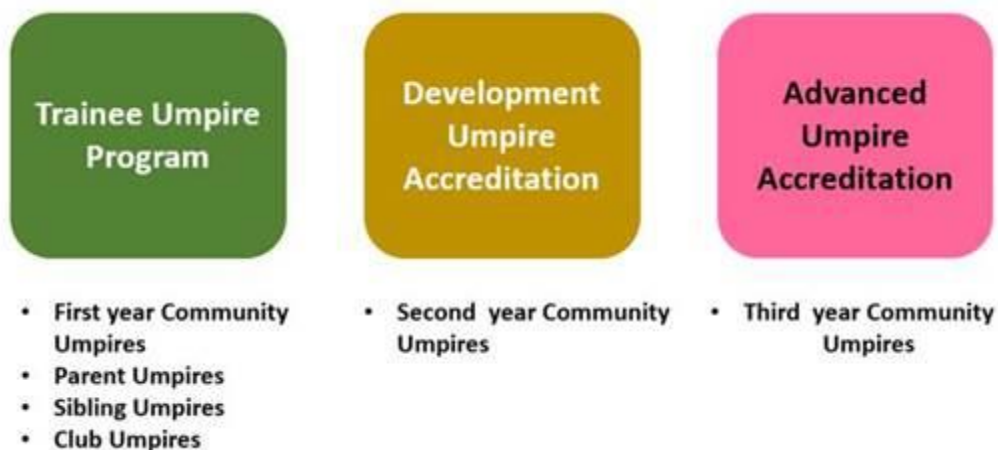 Trainee Umpire
Program
• First year Community
Umpires
• Parent Umpires
• Sibling Umpires
• Club Umpires
Development
Umpire
Accreditation
• Second year Community
Umpires
Advanced
Umpire
Accreditation
• Third year Community
Umpires